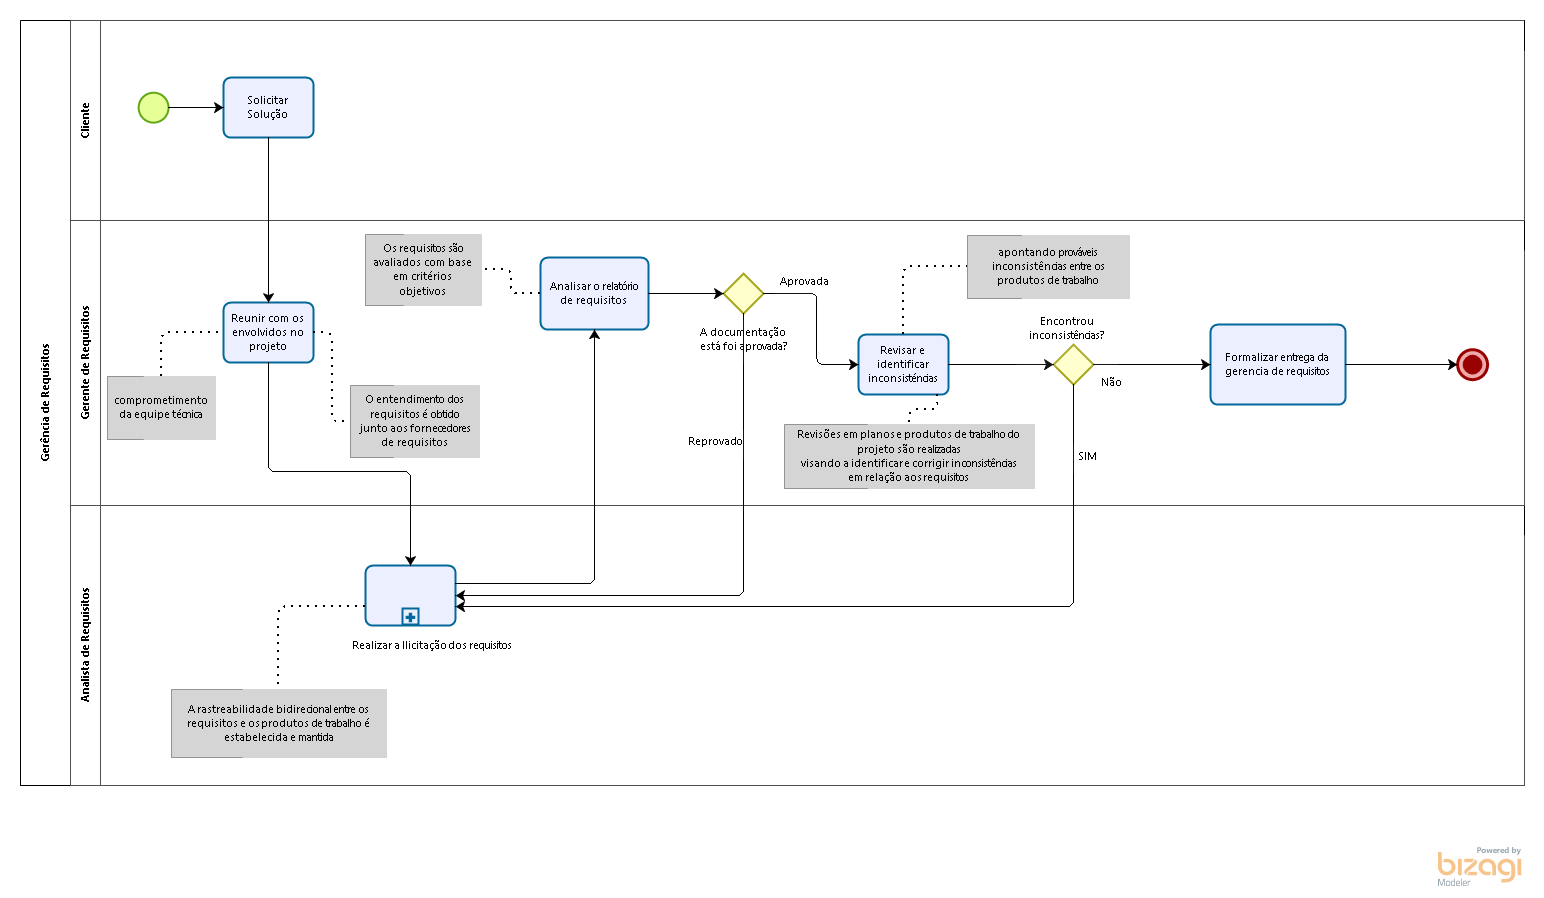 Gerência de Requisitos
Cliente
Solicitar
Solução
Gerente de Requisitos
Os requisitos são
avaliados com base
em critérios
objetivos
Analisar o relatório
de requisitos
Aprovada
A documentação
está foi aprovada?
Reprovado
apontando prováveis
inconsistências entre os
produtos de trabalho
Encontrou
inconsistências?
Não
SIM
Revisar e
identificar
inconsisténcias
Formalizar entrega da
gerencia de requisitos
Reunir com os
envolvidos no
projeto
comprometimento
da equipe técnica
O entendimento dos
requisitos é obtido
junto aos fornecedores
de requisitos
Revisões em planos e produtos de trabalho do
projeto são realizadas
visando a identificar e corrigir inconsistências
em relação aos requisitos
Analista de Requisitos
Realizar a Ilicitação dos requisitos
A rastreabilidade bidirecional entre os
requisitos e os produtos de trabalho é
estabelecida e mantida
Powered by
bizagi
Modeler